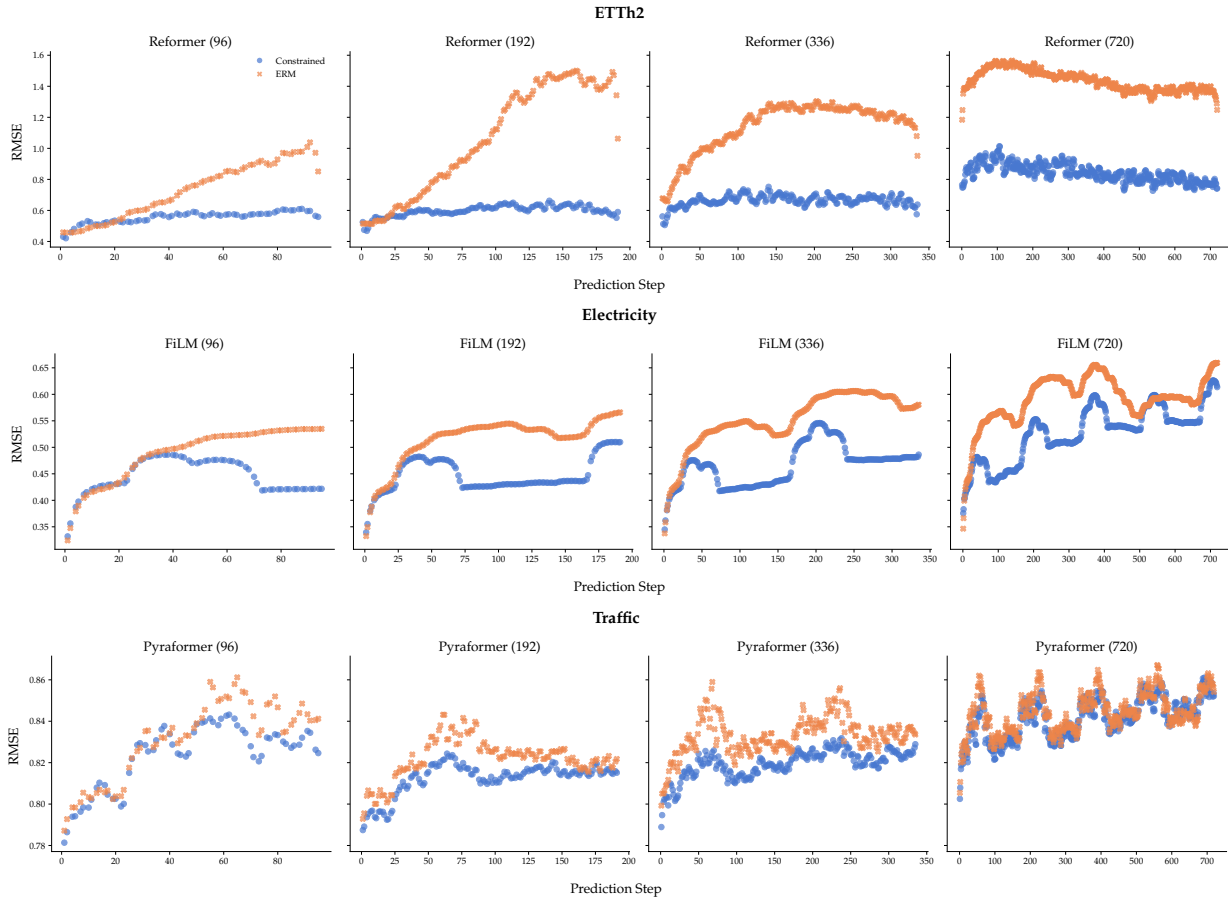 ETTh2
Reformer (96) Reformer (192) Reformer (336) Reformer (720)
Constrained
ERM
RMSE
1.6
1.4
1.2
1.0
0.8
0.6
0.4
0 20 40 60 80 0 25 50 75 100 125 150 175 200 0 50 100 150 200 250 300 350 0 100 200 300 400 500 600 700
Prediction Step
Electricity
FiLM (96) FiLM (192) FiLM (336) FiLM (720)
RMSE
0.65
0.60
0.55
0.50
0.45
0.40
0.35
0 20 40 60 80 0 25 50 75 100 125 150 175 200 0 50 100 150 200 250 300 350 0 100 200 300 400 500 600 700
Prediction Step
Traffic
Pyraformer (96) Pyraformer (192) Pyraformer (336) Pyraformer (720)
RMSE
0.86
0.84
0.82
0.80
0.78
0 20 40 60 80 0 25 50 75 100 125 150 175 200 0 50 100 150 200 250 300 350 0 100 200 300 400 500 600 700
Prediction Step